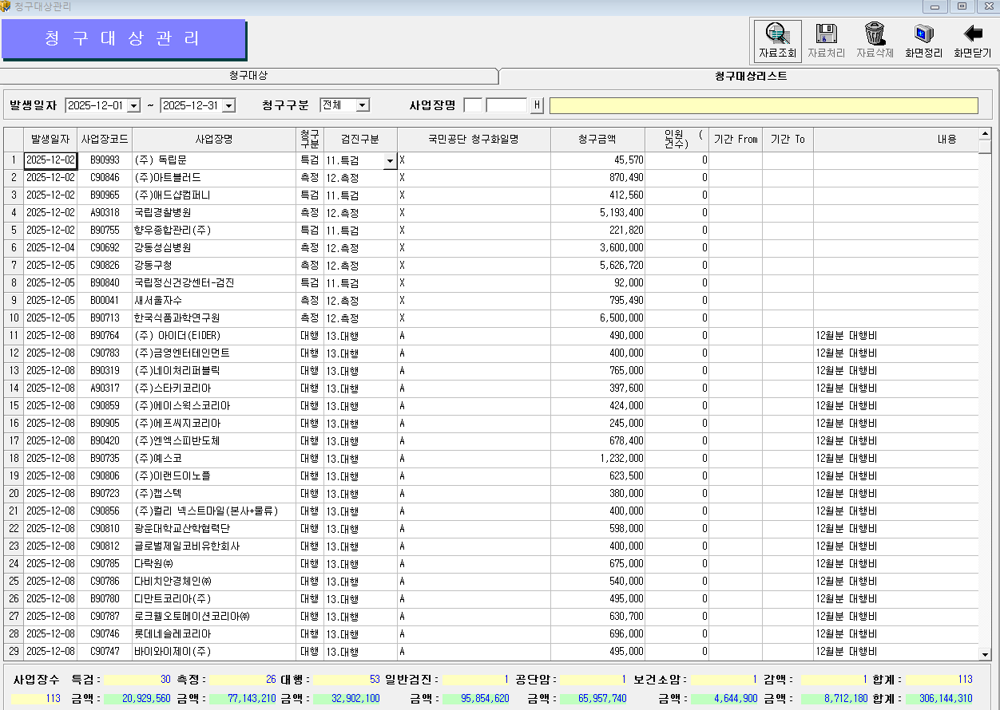 청구대상관리
청 구 대 상 관 리
자료조회 자료처리 자료삭제 화면정리 화면닫기
청구대상 청구대상리스트
발생일자 2025-12-01 ~ 2025-12-31 청구구분 전체 사업장명 H
발생일자 사업장코드 사업장명 청구구분 검진구분 국민공단 청구화일명 청구금액 인원 (건수) 기간 From 기간 To 내용
1 2025-12-02 B90993 (주) 독립문 특검 11.특검 X 45,570 0
2 2025-12-02 C90846 (주)아트블러드 측정 12.측정 X 870,490 0
3 2025-12-02 B90965 (주)애드샵컴퍼니 특검 11.특검 X 412,560 0
4 2025-12-02 A90318 국립경찰병원 측정 12.측정 X 5,193,400 0
5 2025-12-02 B90755 향우종합관리(주) 특검 11.특검 X 221,820 0
6 2025-12-04 C90692 강동성심병원 측정 12.측정 X 3,600,000 0
7 2025-12-05 C90826 강동구청 측정 12.측정 X 5,626,720 0
8 2025-12-05 B90840 국립정신건강센터-검진 특검 11.특검 X 92,000 0
9 2025-12-05 B00041 새서울자수 측정 12.측정 X 795,490 0
10 2025-12-05 B90713 한국식품과학연구원 측정 12.측정 X 6,500,000 0
11 2025-12-08 B90764 (주) 아이더(EIDER) 대행 13.대행 A 490,000 0 12월분 대행비
12 2025-12-08 C90783 (주)금영엔터테인먼트 대행 13.대행 A 400,000 0 12월분 대행비
13 2025-12-08 B90319 (주)네이처리퍼블릭 대행 13.대행 A 765,000 0 12월분 대행비
14 2025-12-08 A90317 (주)스타키코리아 대행 13.대행 A 397,600 0 12월분 대행비
15 2025-12-08 C90859 (주)에이스웍스코리아 대행 13.대행 A 424,000 0 12월분 대행비
16 2025-12-08 B90905 (주)에프씨지코리아 대행 13.대행 A 245,000 0 12월분 대행비
17 2025-12-08 B90420 (주)엔엑스피반도체 대행 13.대행 A 678,400 0 12월분 대행비
18 2025-12-08 B90735 (주)예스코 대행 13.대행 A 1,232,000 0 12월분 대행비
19 2025-12-08 C90806 (주)이랜드이노플 대행 13.대행 A 623,500 0 12월분 대행비
20 2025-12-08 B90723 (주)캡스텍 대행 13.대행 A 380,000 0 12월분 대행비
21 2025-12-08 C90856 (주)컬리 넥스트마일(본사+물류) 대행 13.대행 A 400,000 0 12월분 대행비
22 2025-12-08 C90810 광운대학교산학협력단 대행 13.대행 A 598,000 0 12월분 대행비
23 2025-12-08 C90812 글로벌제일코비유한회사 대행 13.대행 A 400,000 0 12월분 대행비
24 2025-12-08 C90785 다락원㈜ 대행 13.대행 A 675,000 0 12월분 대행비
25 2025-12-08 C90786 다비치안경체인㈜ 대행 13.대행 A 540,000 0 12월분 대행비
26 2025-12-08 B90780 디만트코리아(주) 대행 13.대행 A 495,000 0 12월분 대행비
27 2025-12-08 C90787 로크웰오토메이션코리아㈜ 대행 13.대행 A 630,700 0 12월분 대행비
28 2025-12-08 C90746 롯데네슬레코리아 대행 13.대행 A 696,000 0 12월분 대행비
29 2025-12-08 C90747 바이와이제이(주) 대행 13.대행 A 495,000 0 12월분 대행비
사업장수 특검 : 30 측정 : 26 대행 : 53 일반검진 : 1 공단암 : 1 보건소암 : 1 감액 : 1 합계 : 113
113 금액 : 20,929,560 금액 : 77,143,210 금액 : 32,902,100 금액 : 95,854,620 금액 : 65,957,740 금액 : 4,644,900 금액 : 8,712,180 합계 : 306,144,310